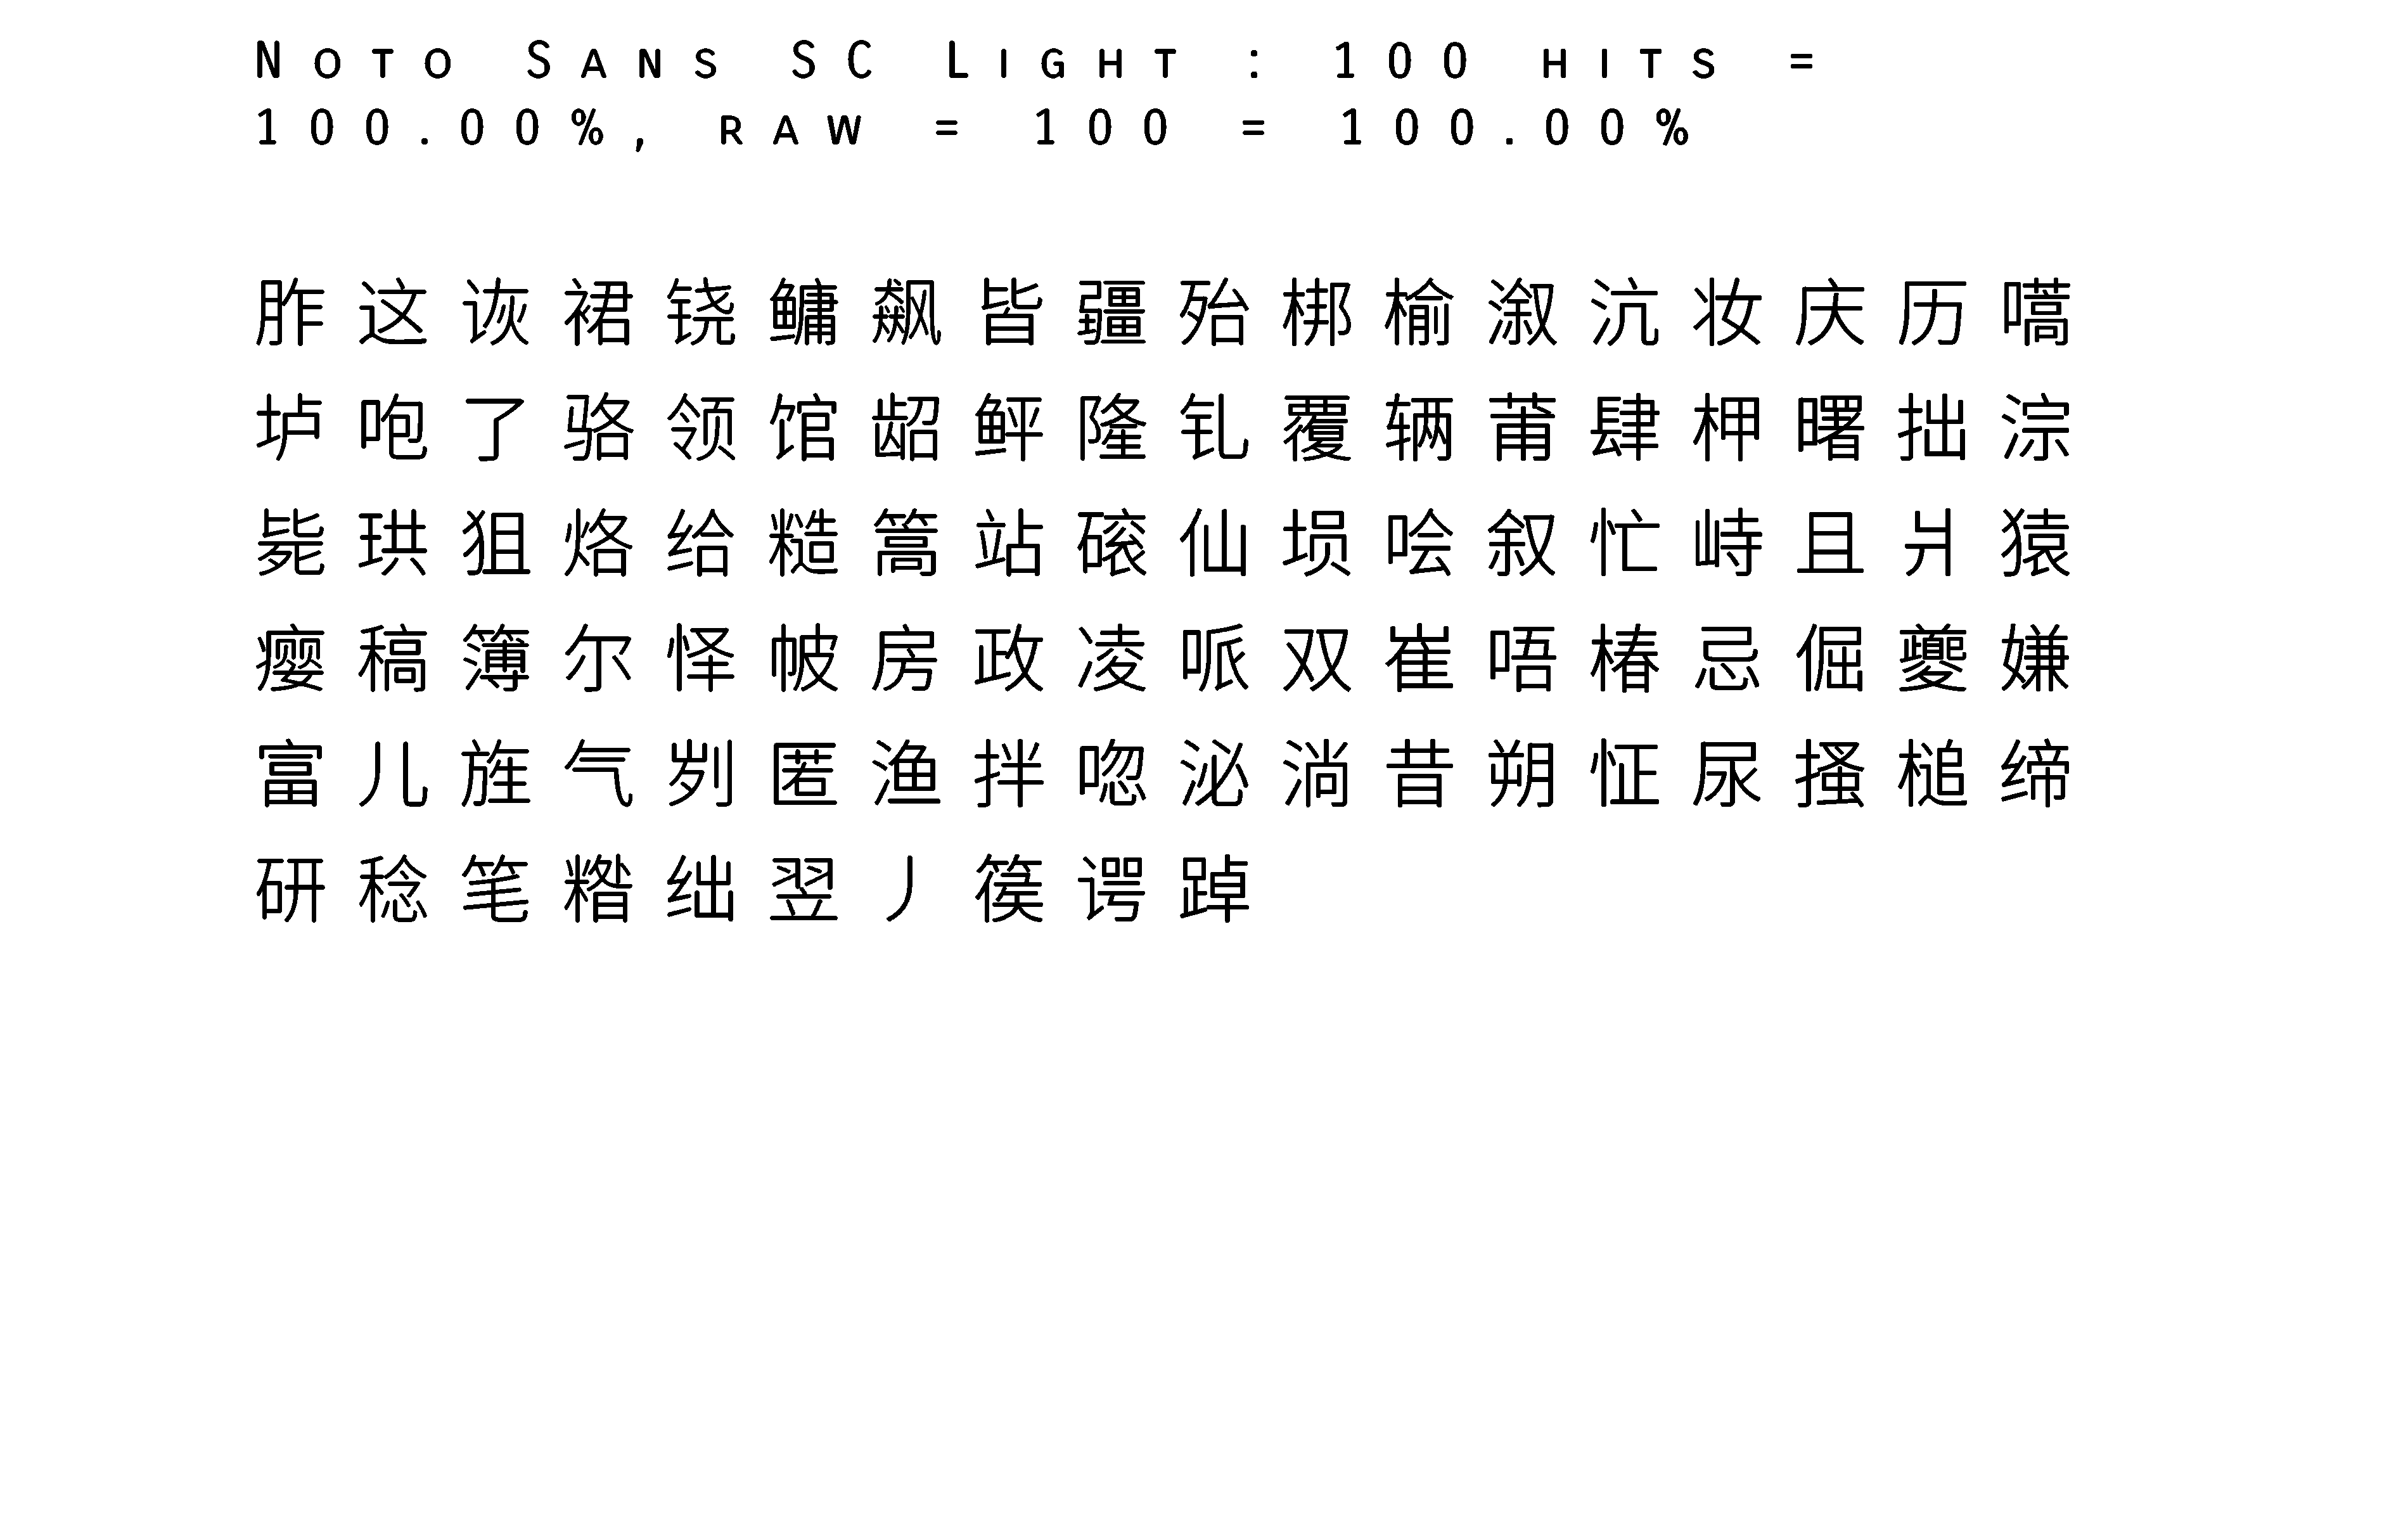 Noto Sans SC Light : 100 hits =
100.00%, raw = 100 = 100.00%
胙这诙裙铙鳙飙皆疆殆梆榆溆沆妆庆历嚆
垆咆了骆领馆龆鲆隆钆覆辆莆肆柙曙拙淙
毙珙狙烙给糙篙站磙仙埙哙叙忙峙且爿猿
瘿稿簿尔怿帔房政凌哌双崔唔椿忌倔夔嫌
富儿旌气刿匿渔拌唿泌淌昔朔怔尿搔槌缔
研稔笔糌绌翌丿篌谔踔